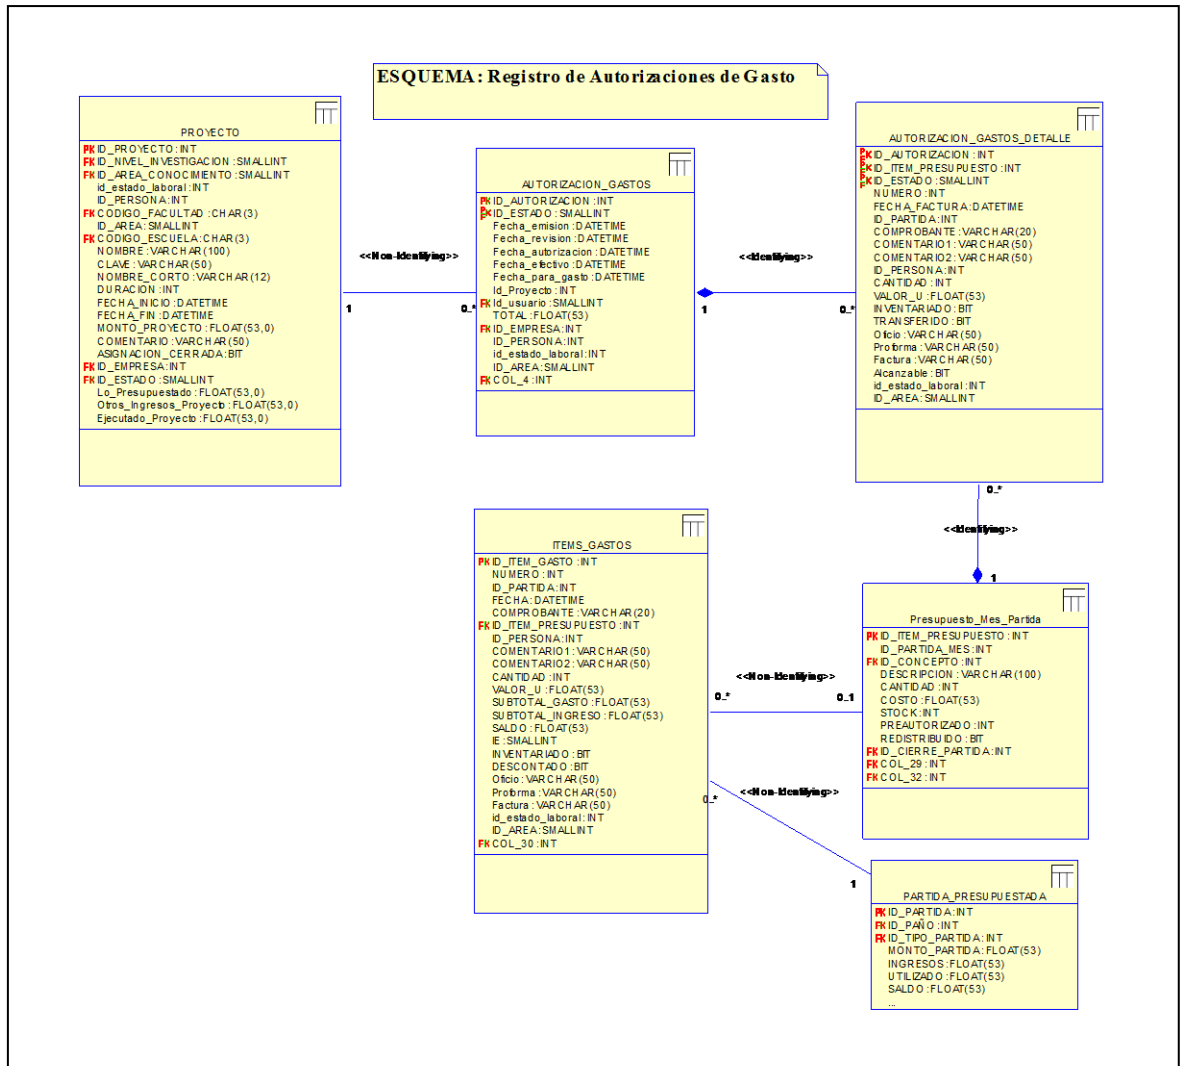 ESQUEMA: Registro de Autorizaciones de Gasto
PROYECTO
PK ID_PROYECTO:INT
FK ID_NIVEL_INVESTIGACION:SMALLINT
FK ID_AREA_CONOCIMIENTO:SMALLINT
id_estado_laboral:INT
ID_PERSONA:INT
FK CODIGO_FACULTAD:CHAR(3)
ID_AREA:SMALLINT
FK CODIGO_ESCUELA:CHAR(3)
NOMBRE:VARCHAR(100)
CLAVE:VARCHAR(50)
NOMBRE_CORTO:VARCHAR(12)
DURACION:INT
FECHA_INICIO:DATETIME
FECHA_FIN:DATETIME
MONTO_PROYECTO:FLOAT(53,0)
COMENTARIO:VARCHAR(50)
ASIGNACION_CERRADA:BIT
FK ID_EMPRESA:INT
FK ID_ESTADO:SMALLINT
Lo_Presupuestado:FLOAT(53,0)
Otros_Ingresos_Proyecto:FLOAT(53,0)
Ejecutado_Proyecto:FLOAT(53,0)
<<Non-Identifying>>
1
0..*
AUTORIZACION_GASTOS
PK ID_AUTORIZACION:INT
ID_ESTADO:SMALLINT
Fecha_emision:DATETIME
Fecha_revision:DATETIME
Fecha_autorizacion:DATETIME
Fecha_efectivo:DATETIME
Fecha_para_gasto:DATETIME
Id_Proyecto:INT
FK Id_usuario:SMALLINT
TOTAL:FLOAT(53)
FK ID_EMPRESA:INT
ID_PERSONA:INT
id_estado_laboral:INT
ID_AREA:SMALLINT
FK COL_4:INT
<<Identifying>>
1
0..*
AUTORIZACION_GASTOS_DETALLE
ID_AUTORIZACION:INT
ID_ITEM_PRESUPUESTO:INT
ID_ESTADO:SMALLINT
NUMERO:INT
FECHA_FACTURA:DATETIME
ID_PARTIDA:INT
COMPROBANTE:VARCHAR(20)
COMENTARIO1:VARCHAR(50)
COMENTARIO2:VARCHAR(50)
ID_PERSONA:INT
CANTIDAD:INT
VALOR_U:FLOAT(53)
INVENTARIADO:BIT
TRANSFERIDO:BIT
Oficio:VARCHAR(50)
Proforma:VARCHAR(50)
Factura:VARCHAR(50)
Alcanzable:BIT
id_estado_laboral:INT
ID_AREA:SMALLINT
0..*
<<Identifying>>
1
ITEMS_GASTOS
PK ID_ITEM_GASTO:INT
NUMERO:INT
ID_PARTIDA:INT
FECHA:DATETIME
COMPROBANTE:VARCHAR(20)
FK ID_ITEM_PRESUPUESTO:INT
ID_PERSONA:INT
COMENTARIO1:VARCHAR(50)
COMENTARIO2:VARCHAR(50)
CANTIDAD:INT
VALOR_U:FLOAT(53)
SUBTOTAL_GASTO:FLOAT(53)
SUBTOTAL_INGRESO:FLOAT(53)
SALDO:FLOAT(53)
IE:SMALLINT
INVENTARIADO:BIT
DESCONTADO:BIT
Oficio:VARCHAR(50)
Proforma:VARCHAR(50)
Factura:VARCHAR(50)
id_estado_laboral:INT
ID_AREA:SMALLINT
FK COL_30:INT
<<Non-Identifying>>
0..*
0..1
Presupuesto_Mes_Partida
PK ID_ITEM_PRESUPUESTO:INT
ID_PARTIDA_MES:INT
FK ID_CONCEPTO:INT
DESCRIPCION:VARCHAR(100)
CANTIDAD:INT
COSTO:FLOAT(53)
STOCK:INT
PREAUTORIZADO:INT
REDISTRIBUIDO:BIT
FK ID_CIERRE_PARTIDA:INT
FK COL_29:INT
FK COL_32:INT
<<Non-Identifying>>
0..*
1
PARTIDA_PRESUPUESTADA
PK ID_PARTIDA:INT
FK ID_PAÑO:INT
FK ID_TIPO_PARTIDA:INT
MONTO_PARTIDA:FLOAT(53)
INGRESOS:FLOAT(53)
UTILIZADO:FLOAT(53)
SALDO:FLOAT(53)
...